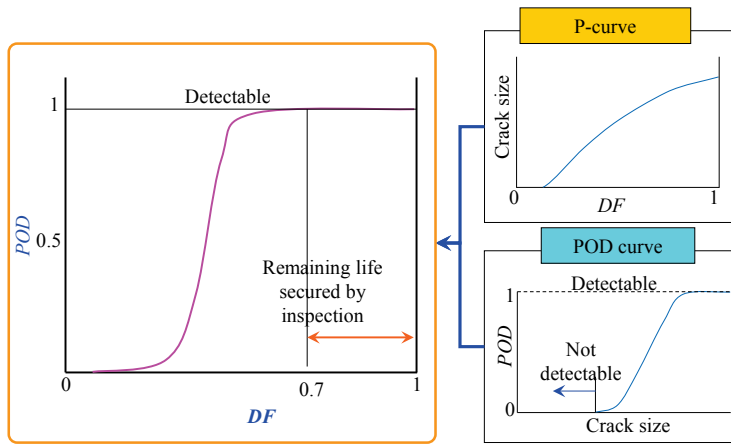 1
Detectable
0.5
POD
Remaining life
secured by
inspection
0
0.7
1
DF
P-curve
Crack size
0
1
DF
POD curve
Detectable
1
POD
Not
detectable
0
Crack size